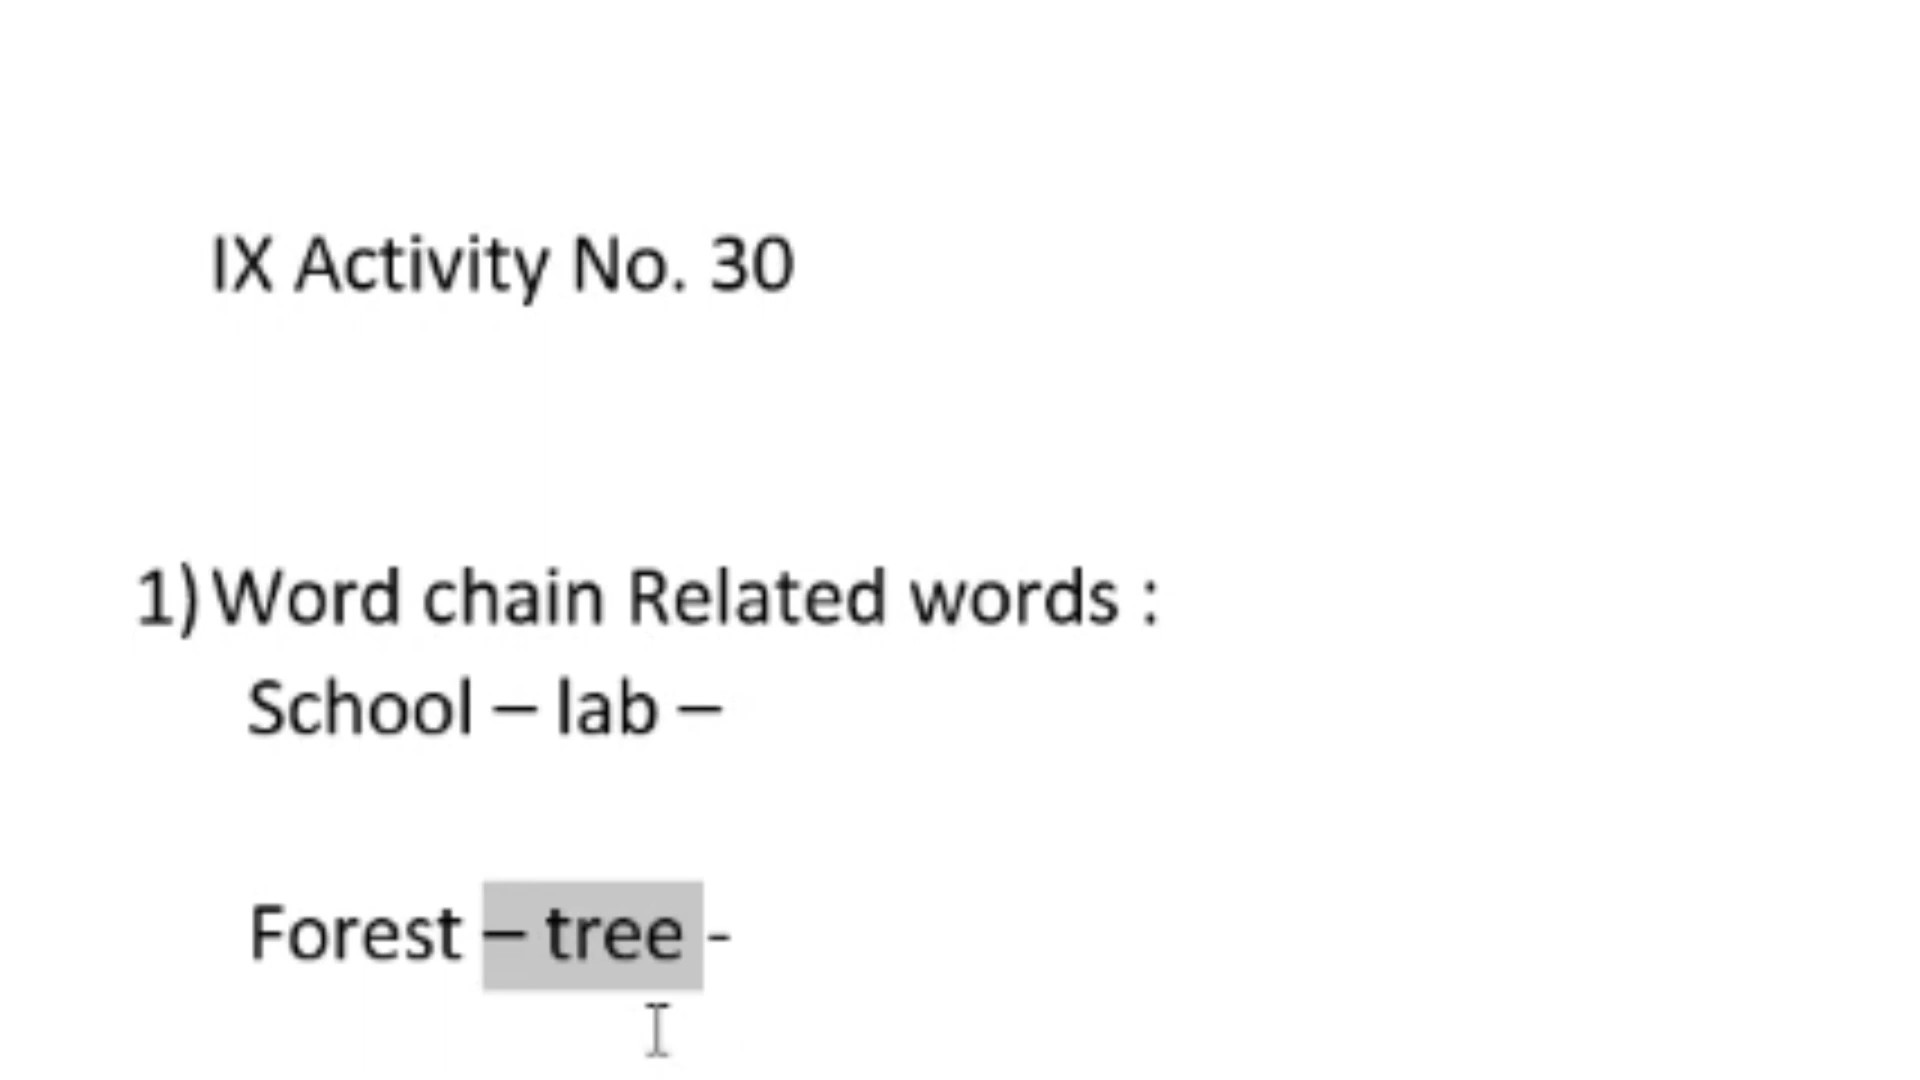 IX Activity No. 30
1) Word chain Related words :
School – lab –
Forest – tree -